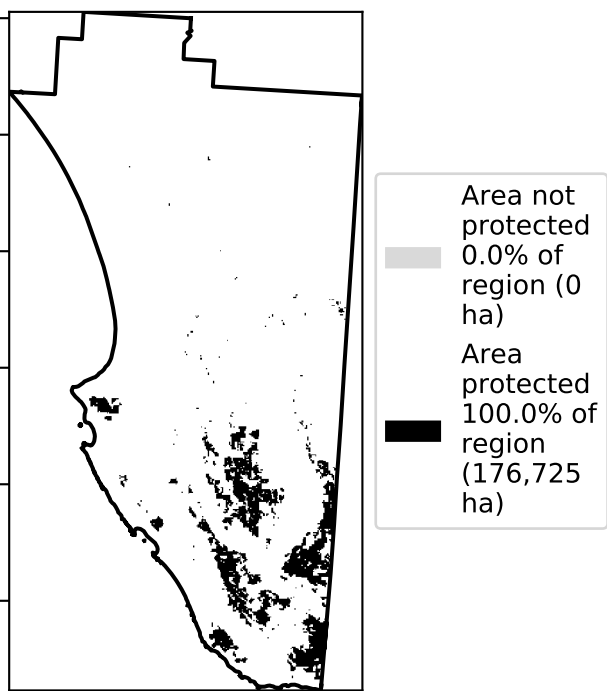 Area not
protected
0.0% of
region (0
ha)
Area
protected
100.0% of
region
(176,725
ha)